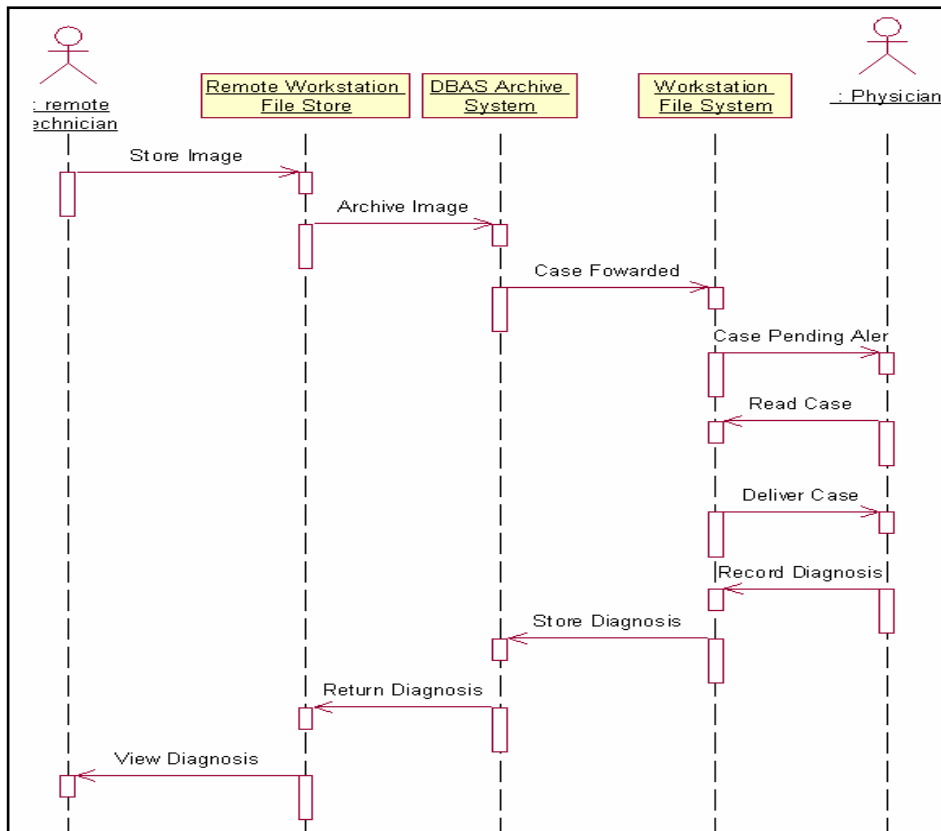 : remote
echnician
Remote Workstation
File Store
DBAS Archive
System
Workstation
File System
: Physician
Store Image
Archive Image
Case Fowarded
Case Pending Aler
Read Case
Deliver Case
Record Diagnosis
Store Diagnosis
Return Diagnosis
View Diagnosis